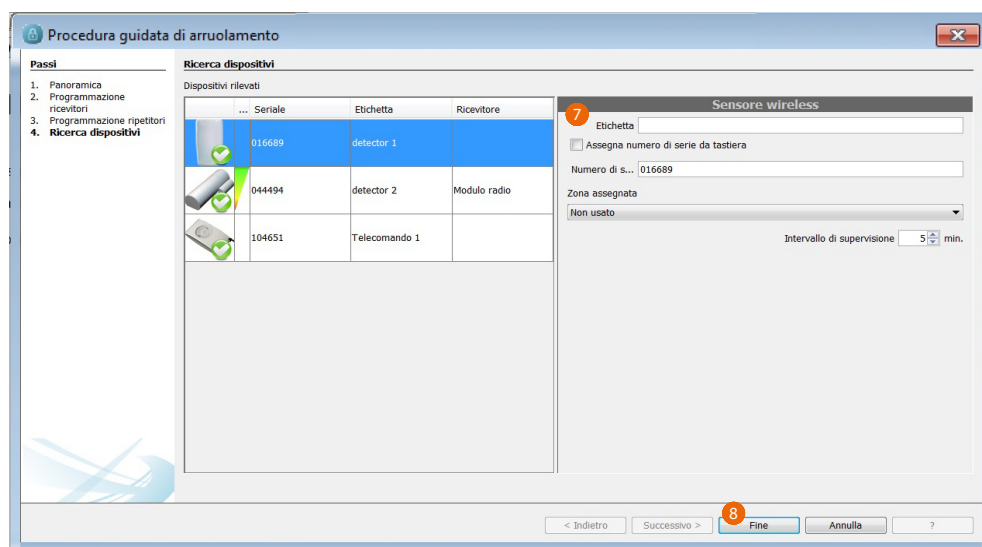 Procedura guidata di arruolamento
Passi
1. Panoramica
2. Programmazione
ricevitori
3. Programmazione ripetitori
4. Ricerca dispositivi
Ricerca dispositivi
Dispositivi rilevati
... Seriale Etichetta Ricevitore
016689 detector 1
044494 detector 2 Modulo radio
104651 Telecomando 1
Sensore wireless
7
Etichetta
Assegna numero di serie da tastiera
Numero di s... 016689
Zona assegnata
Non usato
Intervallo di supervisione 5 min.
8
< Indietro Successivo > Fine Annulla ?